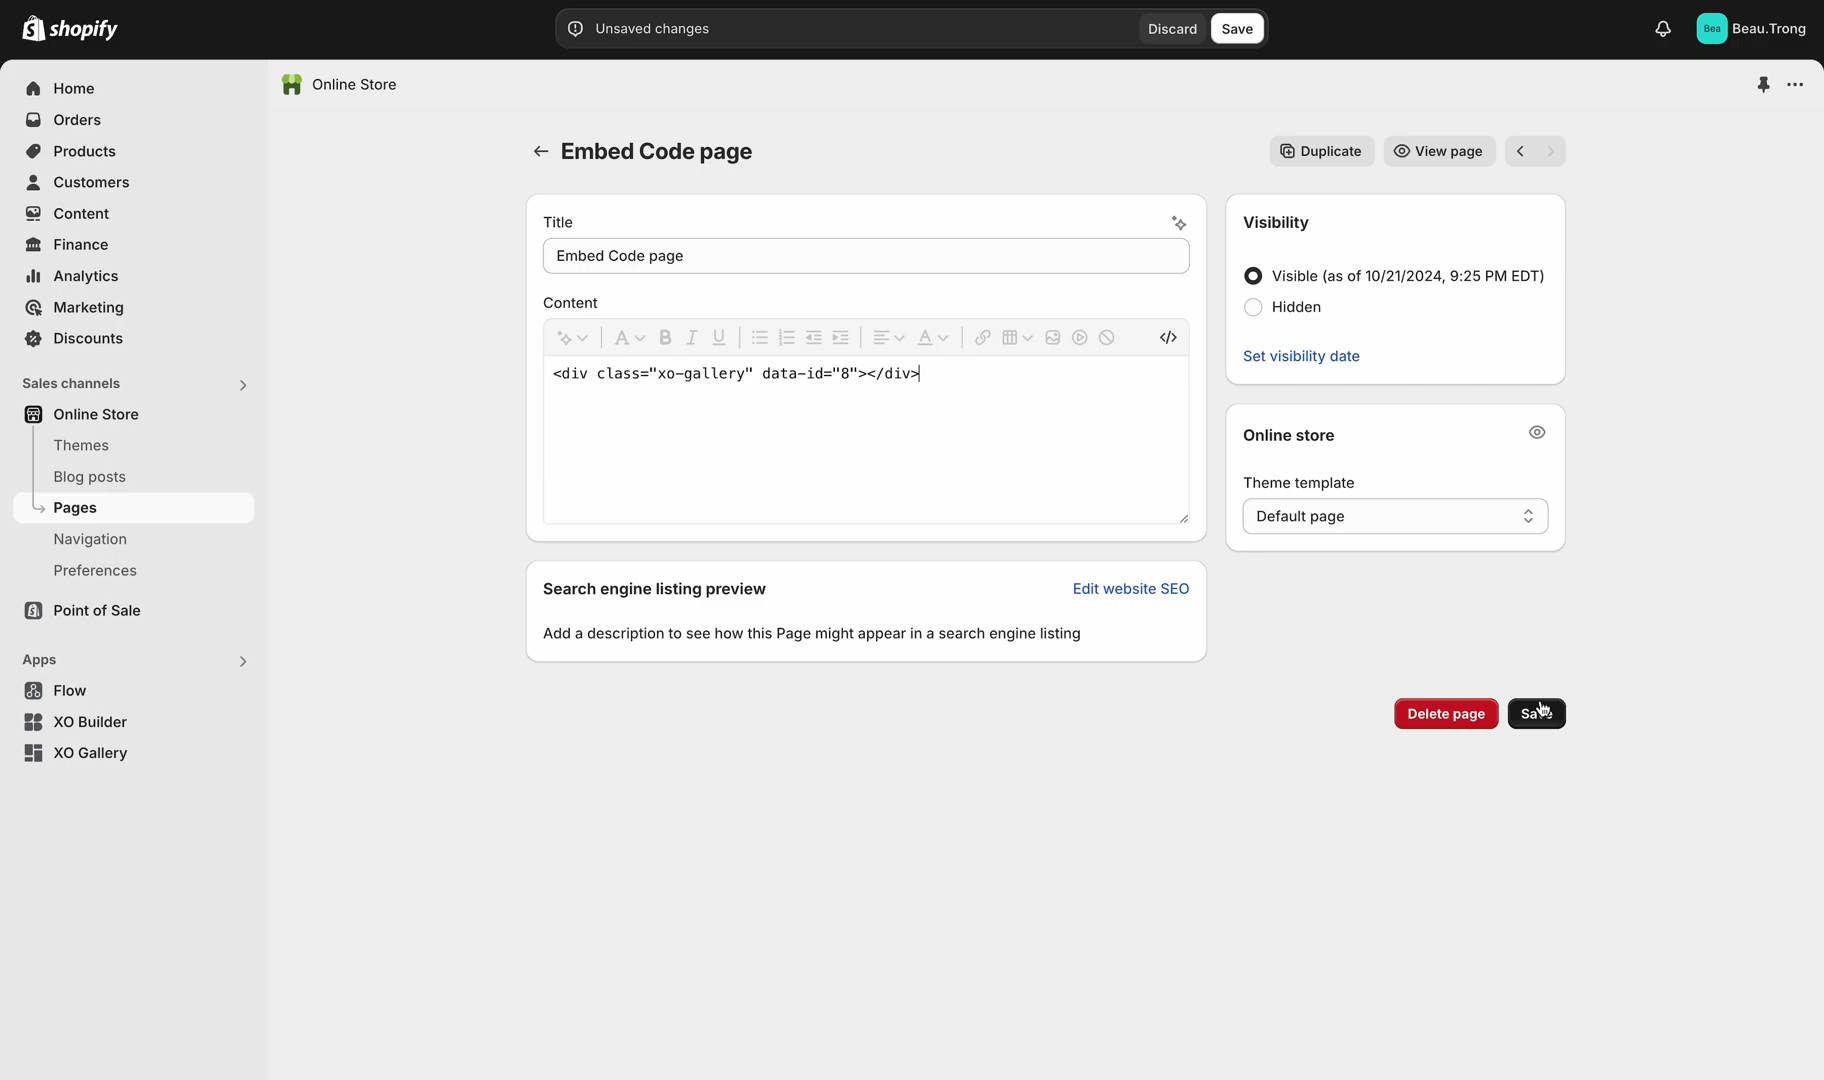 shopify
Unsaved changes
Discard
Save
Bea
Beau.Trong
Home
Orders
Products
Customers
Content
Finance
Analytics
Marketing
Discounts
Sales channels
Online Store
Themes
Blog posts
Pages
Navigation
Preferences
Point of Sale
Apps
Flow
XO Builder
XO Gallery
Online Store
Embed Code page
Duplicate
View page
Title
Embed Code page
Content
A
B
I
U
A
</>
<div class="xo-gallery" data-id="8"></div>
Search engine listing preview
Edit website SEO
Add a description to see how this Page might appear in a search engine listing
Visibility
Visible (as of 10/21/2024, 9:25 PM EDT)
Hidden
Set visibility date
Online store
Theme template
Default page
Delete page
Save